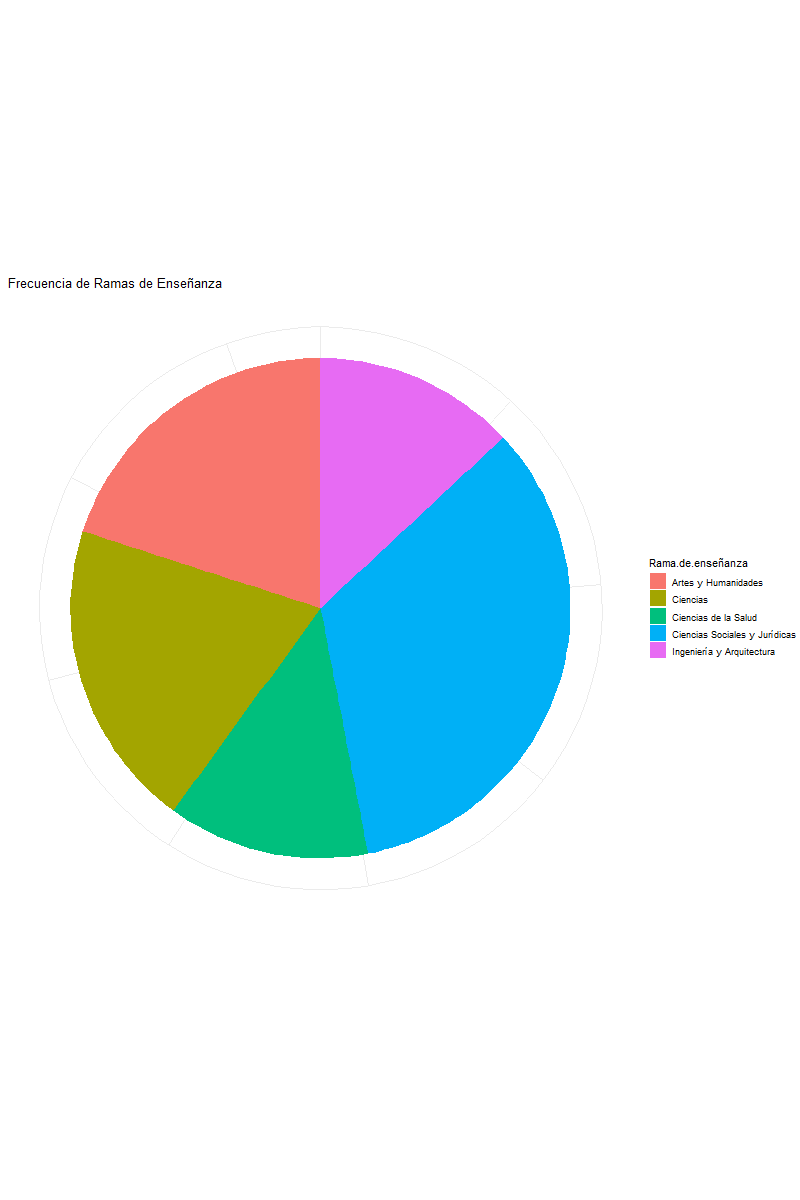 Frecuencia de Ramas de Enseñanza
Rama.de.enseñanza
Artes y Humanidades
Ciencias
Ciencias de la Salud
Ciencias Sociales y Jurídicas
Ingeniería y Arquitectura